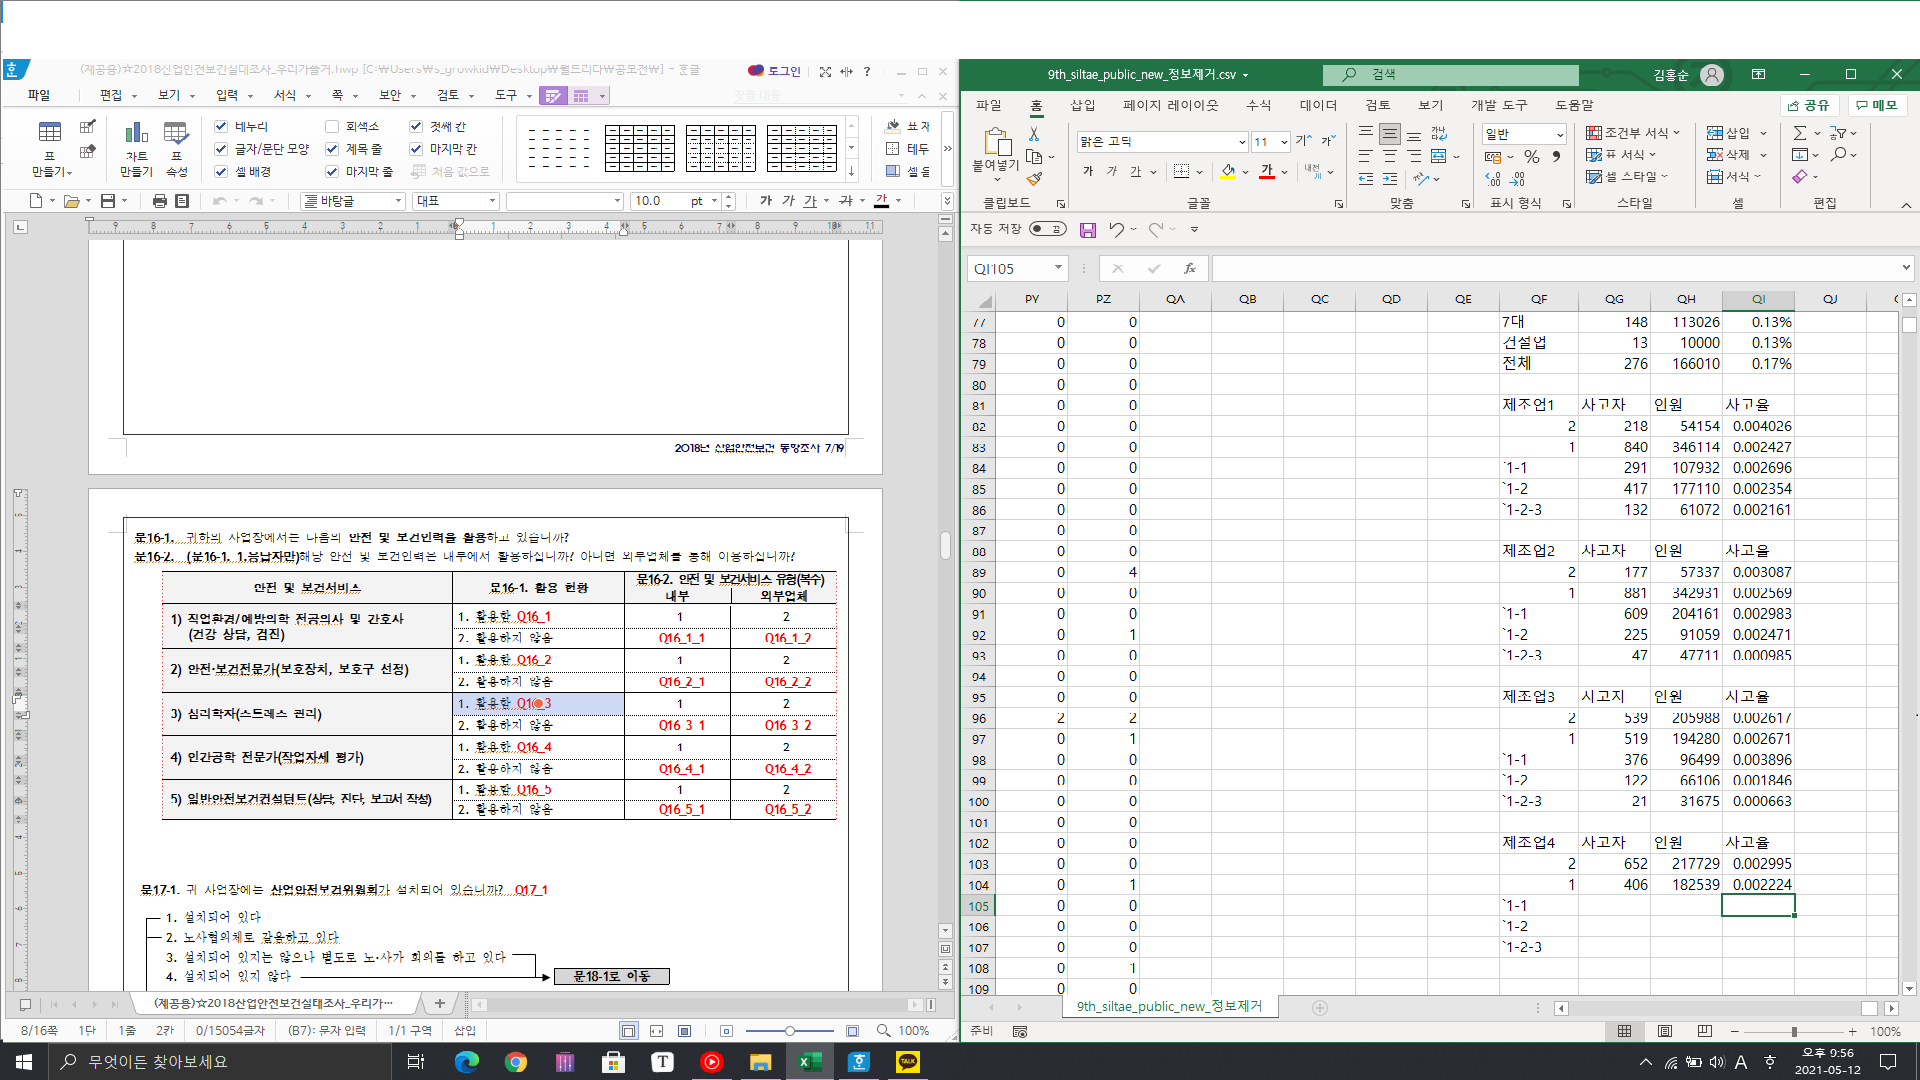 (제공용)☆2018산업안전보건실태조사_우리가쓸거.hwp [C:₩Users₩s_growkid₩Desktop₩월드리더₩공모전₩] - 훈글
로그인
파일 편집 보기 입력 서식 쪽 보안 검토 도구
표 만들기
차트 만들기
표 속성
테두리 회색소 첫째 칸
글자/문단 모양 제목 줄 마지막 칸
셀 배경 마지막 줄 처음 값으로
표 자
테두
셀 음
바탕글 대표 10.0 pt 가 가 가 가 가
2018년 산업안전보건 동향조사 7/19
문16-1. 귀하의 사업장에서는 다음의 안전 및 보건인력을 활용하고 있습니까?
문16-2. (문16-1, 1.응답자만)해당 안전 및 보건인력은 내부에서 활용하십니까? 아니면 외부업체를 통해 이용하십니까?
안전 및 보건서비스 문16-1. 활용 현황 문16-2. 안전 및 보건서비스 유형(복수)
내부 외부업체
1) 직업환경/예방의학 전공의사 및 간호사 (건강 상담, 검진) 1. 활용함 Q16_1 1 2
2. 활용하지 않음 Q16_1_1 Q16_1_2
2) 안전·보건전문가(보호장치, 보호구 선정) 1. 활용함 Q16_2 1 2
2. 활용하지 않음 Q16_2_1 Q16_2_2
3) 심리학자(스트레스 관리) 1. 활용함 Q16_3 1 2
2. 활용하지 않음 Q16_3_1 Q16_3_2
4) 인간공학 전문가(작업자세 평가) 1. 활용함 Q16_4 1 2
2. 활용하지 않음 Q16_4_1 Q16_4_2
5) 일반안전보건컨설턴트(상담, 진단, 보고서 작성) 1. 활용함 Q16_5 1 2
2. 활용하지 않음 Q16_5_1 Q16_5_2
문17-1. 귀 사업장에는 산업안전보건위원회가 설치되어 있습니까? Q17_1
1. 설치되어 있다
2. 노사협의체로 갈음하고 있다
3. 설치되어 있지는 않으나 별도로 노·사가 회의를 하고 있다
4. 설치되어 있지 않다 문18-1로 이동
(제공용)☆2018산업안전보건실태조사_우리가…
8/16쪽 1단 1줄 2칸 0/15054글자 (B7): 문자 입력 1/1 구역 삽입 100%
9th_siltae_public_new_정보제거.csv 검색 김홍순
파일 홈 삽입 페이지 레이아웃 수식 데이터 검토 보기 개발 도구 도움말 공유 메모
붙여넣기 맑은 고딕 11 가 가 가 가 가 일반
조건부 서식 표 서식 셀 스타일 삽입 삭제 서식
클립보드 글꼴 맞춤 표시 형식 스타일 셀 편집
자동 저장
QI105 fx
PY PZ QA QB QC QD QE QF QG QH QI QJ
77 0 0 7대 148 113026 0.13%
78 0 0 건설업 13 10000 0.13%
79 0 0 전체 276 166010 0.17%
80 0 0
81 0 0 제조업1 사고자 인원 사고율
82 0 0 2 218 54154 0.004026
83 0 0 1 840 346114 0.002427
84 0 0 `1-1 291 107932 0.002696
85 0 0 `1-2 417 177110 0.002354
86 0 0 `1-2-3 132 61072 0.002161
87 0 0
88 0 0 제조업2 사고자 인원 사고율
89 0 4 2 177 57337 0.003087
90 0 0 1 881 342931 0.002569
91 0 0 `1-1 609 204161 0.002983
92 0 1 `1-2 225 91059 0.002471
93 0 0 `1-2-3 47 47711 0.000985
94 0 0
95 0 0 제조업3 사고자 인원 사고율
96 2 2 2 539 205988 0.002617
97 0 1 1 519 194280 0.002671
98 0 0 `1-1 376 96499 0.003896
99 0 0 `1-2 122 66106 0.001846
100 0 0 `1-2-3 21 31675 0.000663
101 0 0
102 0 0 제조업4 사고자 인원 사고율
103 0 0 2 652 217729 0.002995
104 0 1 1 406 182539 0.002224
105 0 0 `1-1
106 0 0 `1-2
107 0 0 `1-2-3
108 0 1
109 0 0
9th_siltae_public_new_정보제거
준비 100%
무엇이든 찾아보세요
TALK
A 한 오후 9:56
2021-05-12